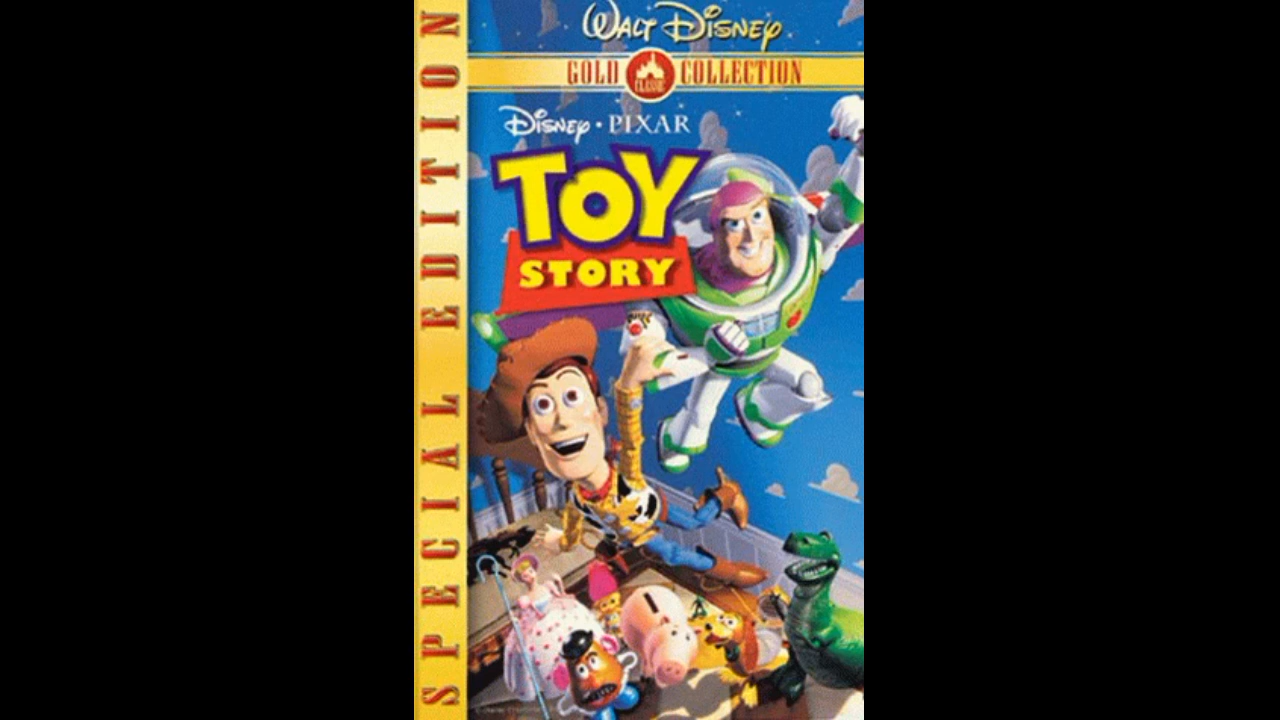 SPECIAL EDITION
WALT DISNEY
GOLD CLASSIC COLLECTION
DISNEY • PIXAR
TOY
STORY